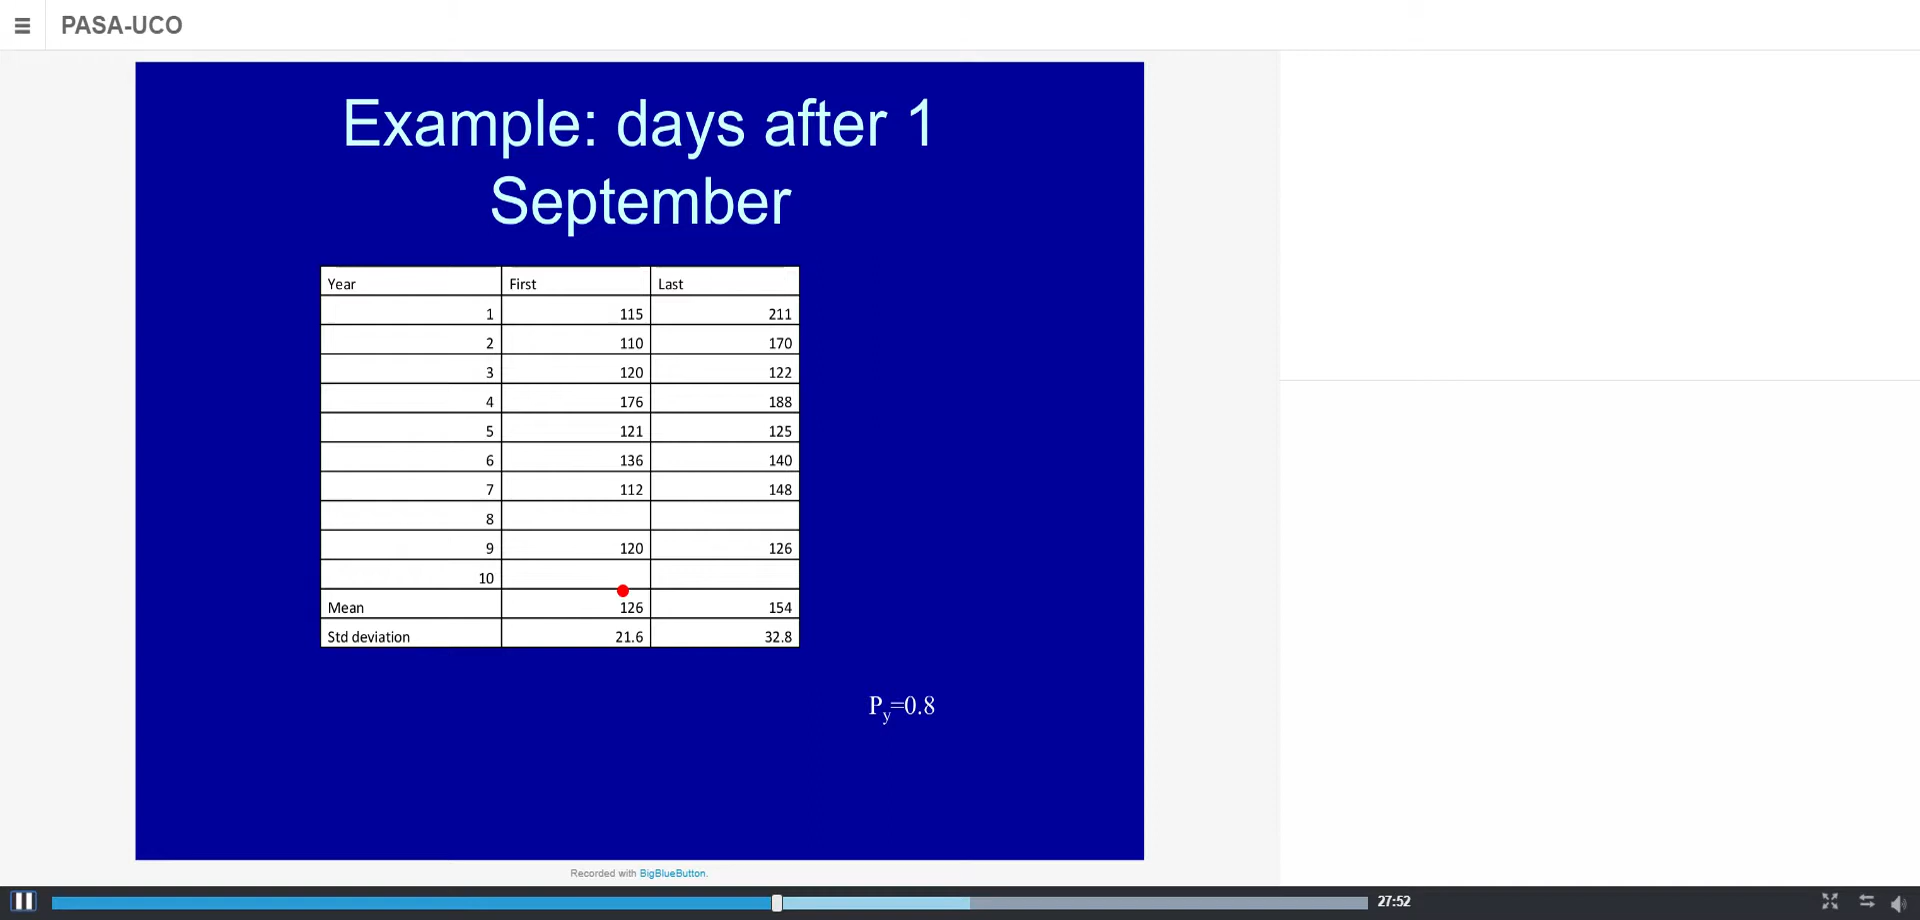 PASA-UCO
Example: days after 1
September
Year First Last
1 115 211
2 110 170
3 120 122
4 176 188
5 121 125
6 136 140
7 112 148
8
9 120 126
10
Mean 126 154
Std deviation 21.6 32.8
Py=0.8
Recorded with BigBlueButton.
27:52